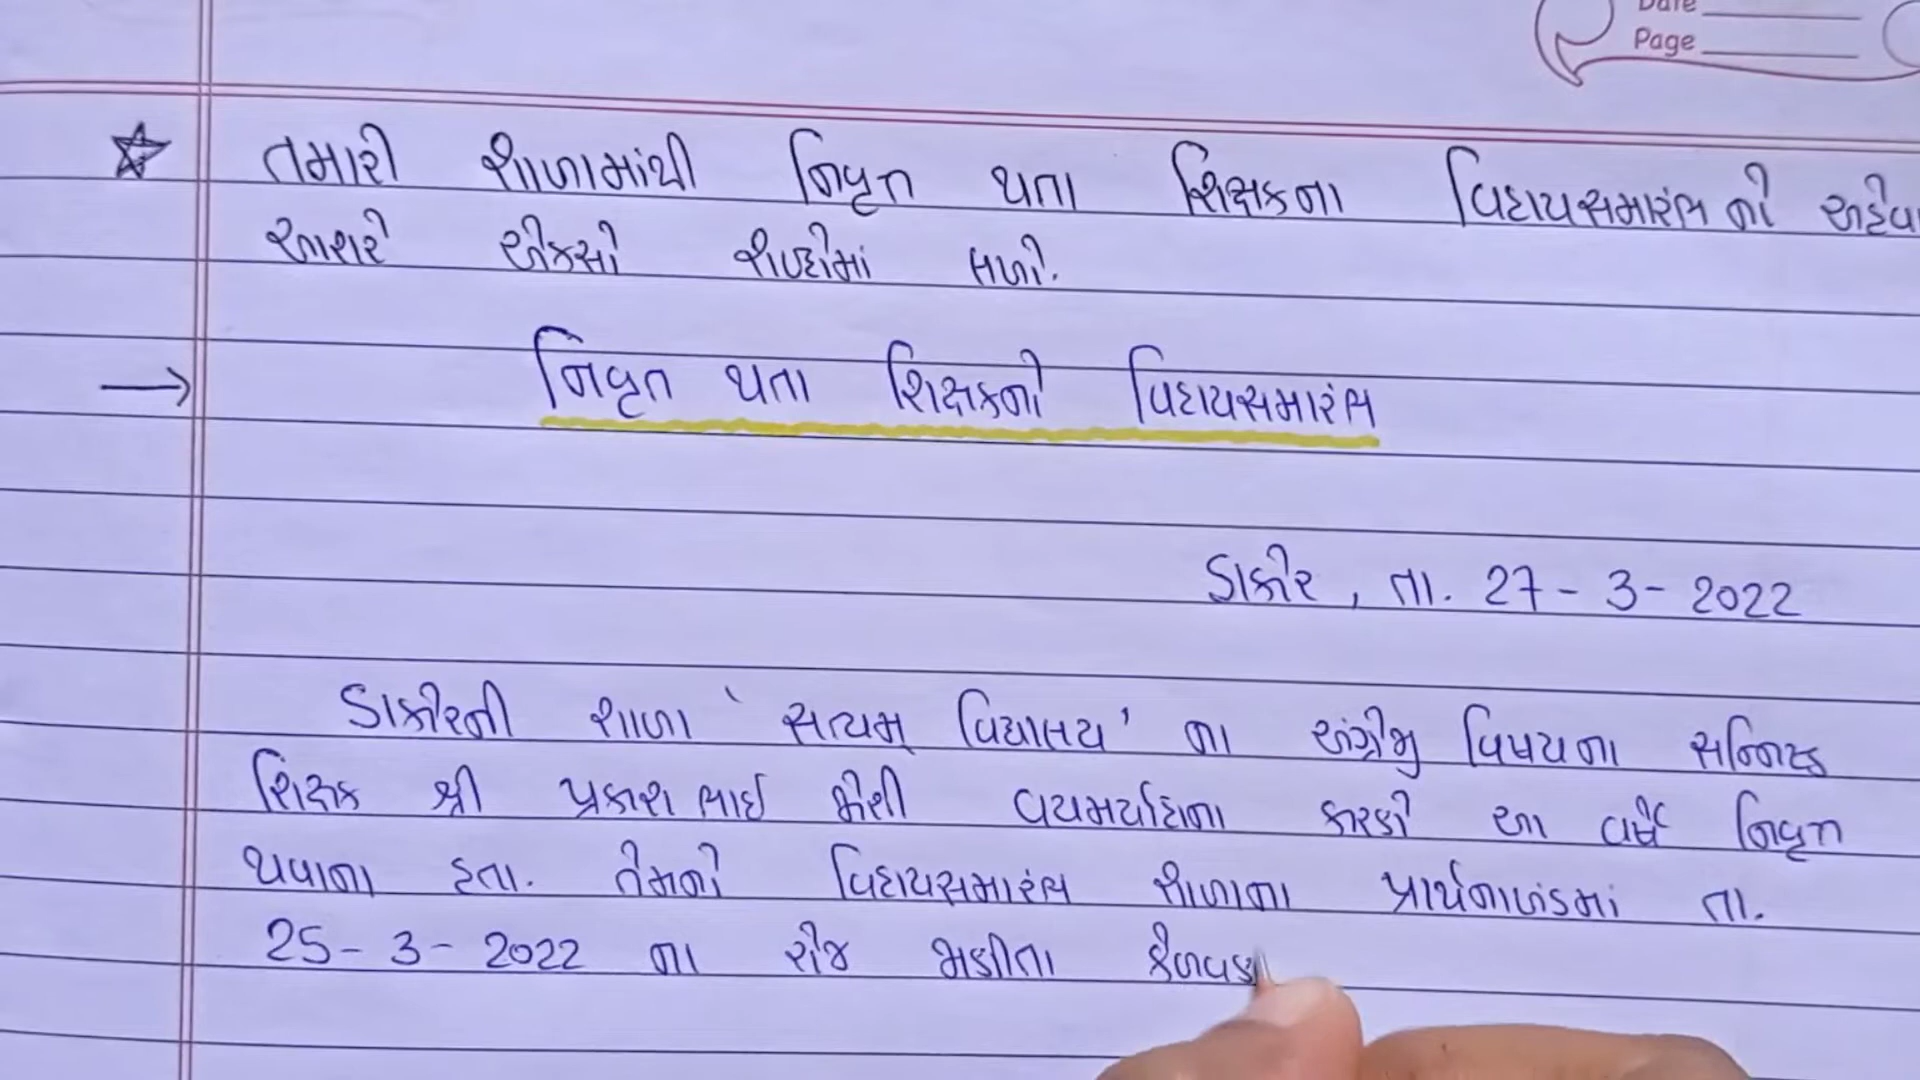 Date
Page
તમારી શાળામાંથી નિવૃત્ત થતા શિક્ષકના વિદાયસમારંભનો અહેવા
આશરે એકસો શબ્દોમાં લખો.
નિવૃત થતા શિક્ષકનો વિદાયસમારંભ
ડાકોર, તા. 27-3-2022
ડાકોરની શાળા 'સત્યમ્ વિદ્યાલય' ના અંગ્રેજી વિષયના સન્નિષ્ઠ
શિક્ષક શ્રી પ્રકાશભાઇ જોશી વયમર્યાદાના કારણે આ વર્ષે નિવૃત્ત
થવાના હતા. તેમનો વિદાયસમારંભ શાળાના પ્રાર્થનાખંડમાં તા.
25-3-2022 ના રોજ જાણીતા